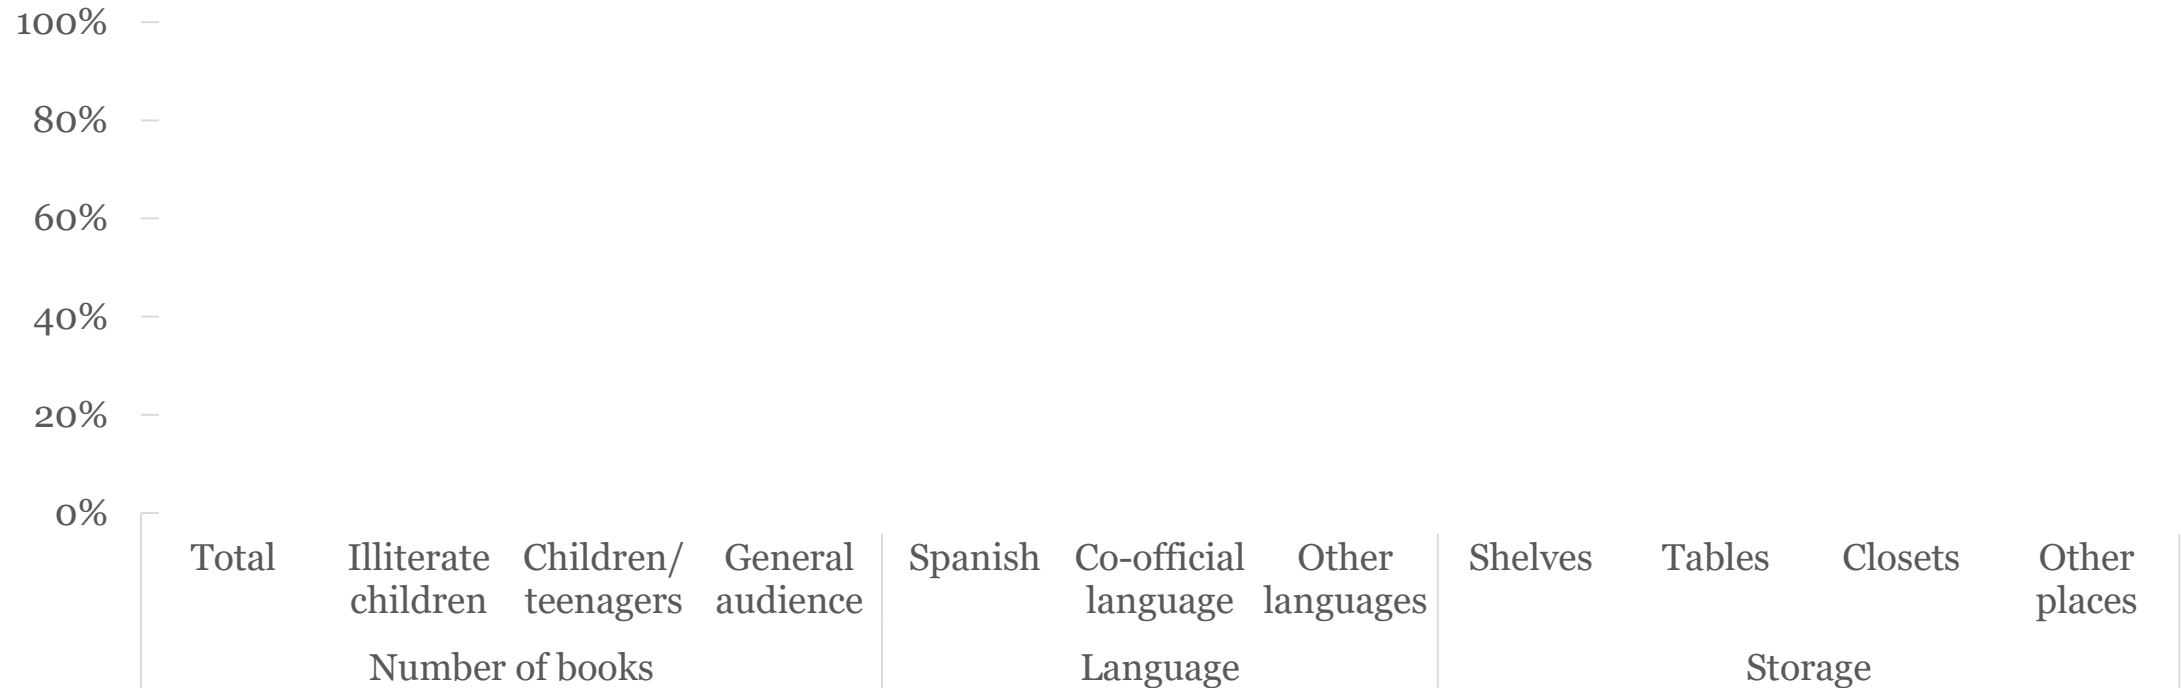 100%
80%
60%
40%
20%
0%
Total Illiterate Children/ General Spanish Co-official Other Shelves Tables Closets Other
children teenagers audience language languages places
Number of books Language Storage